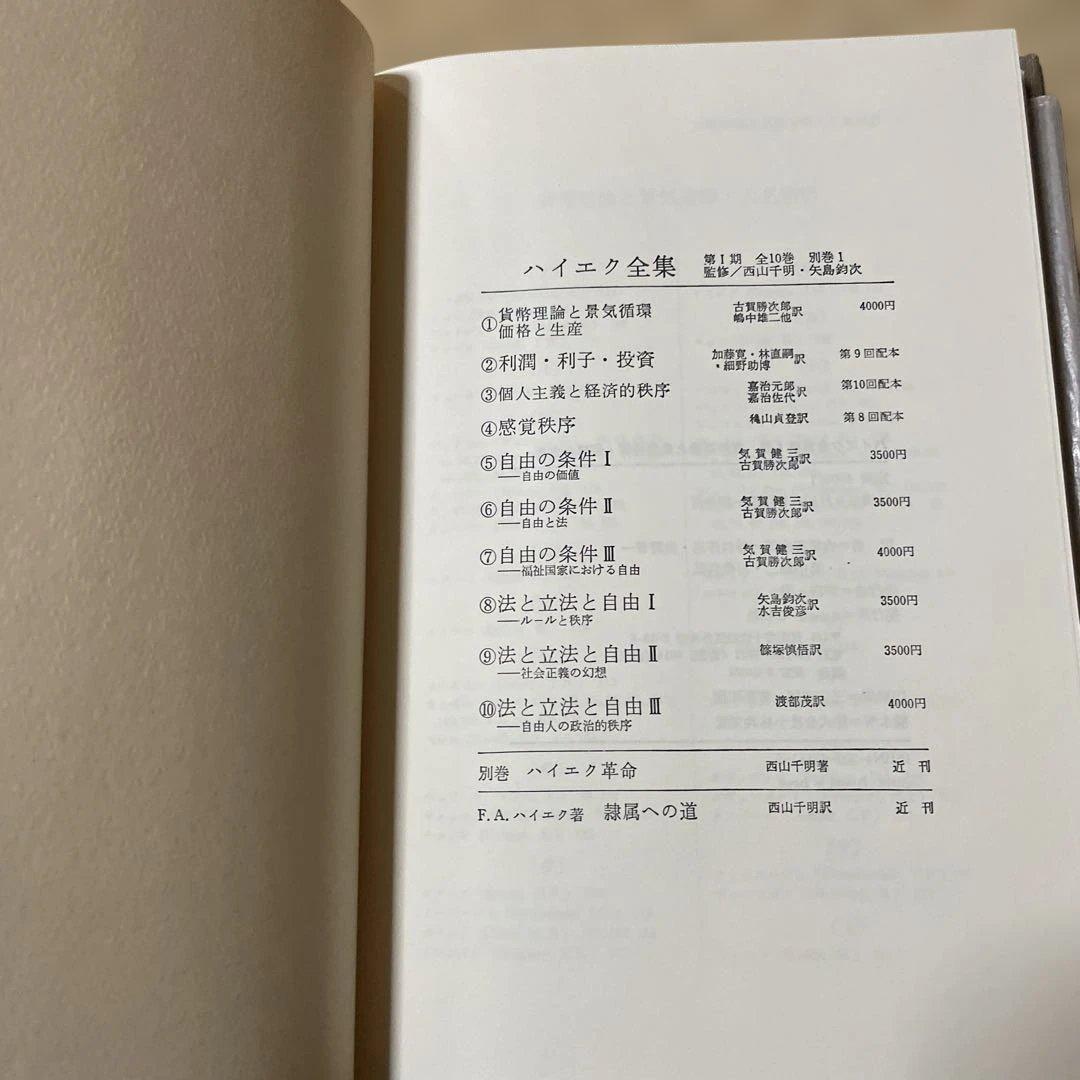 ハイエク全集 第Ⅰ期 全10巻 別巻1
監修/西山千明・矢島鈞次
①貨幣理論と景気循環 古賀勝次郎
価格と生産 嶋中雄二他訳 4000円
②利潤・利子・投資 加藤寛・林直嗣
・細野助博訳 第9回配本
③個人主義と経済的秩序 嘉治元郎
嘉治佐代訳 第10回配本
④感覚秩序 穐山貞登訳 第8回配本
⑤自由の条件Ⅰ 気賀健三
──自由の価値 古賀勝次郎訳 3500円
⑥自由の条件Ⅱ 気賀健三
──自由と法 古賀勝次郎訳 3500円
⑦自由の条件Ⅲ 気賀健三
──福祉国家における自由 古賀勝次郎訳 4000円
⑧法と立法と自由Ⅰ 矢島鈞次
──ルールと秩序 水吉俊彦訳 3500円
⑨法と立法と自由Ⅱ 篠塚慎悟訳 3500円
──社会正義の幻想
⑩法と立法と自由Ⅲ 渡部茂訳 4000円
──自由人の政治的秩序
別巻 ハイエク革命 西山千明著 近刊
F.A.ハイエク著 隷属への道 西山千明訳 近刊